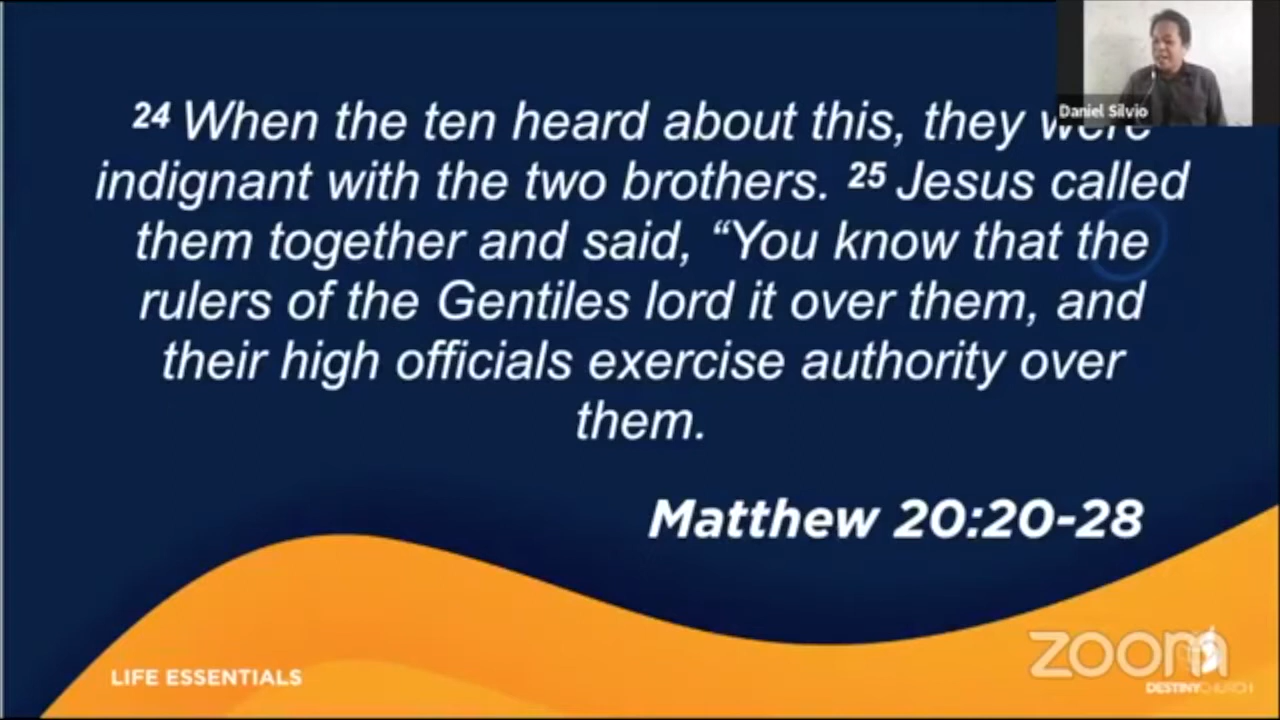 Daniel Silvio
24 When the ten heard about this, they were
indignant with the two brothers. 25 Jesus called
them together and said, “You know that the
rulers of the Gentiles lord it over them, and
their high officials exercise authority over
them.
Matthew 20:20-28
zoom
LIFE ESSENTIALS
DESTINY CHURCH